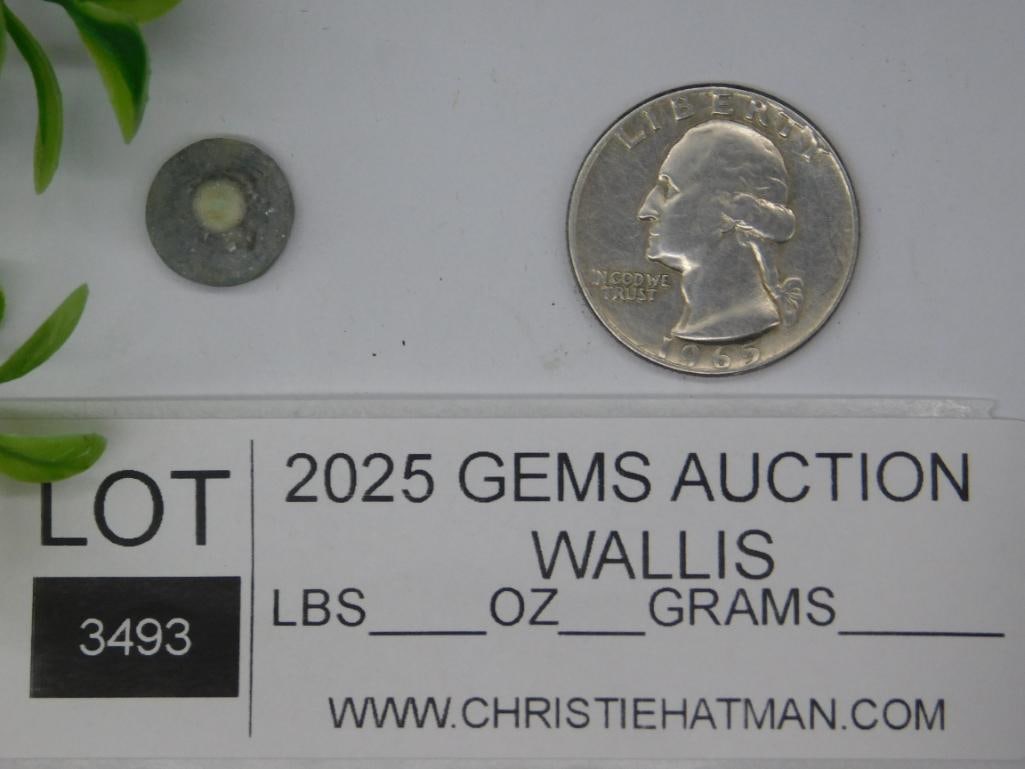 LIBERTY
IN GOD WE
TRUST
1965
LOT
3493
2025 GEMS AUCTION
WALLIS
LBS____OZ___GRAMS______
WWW.CHRISTIEHATMAN.COM